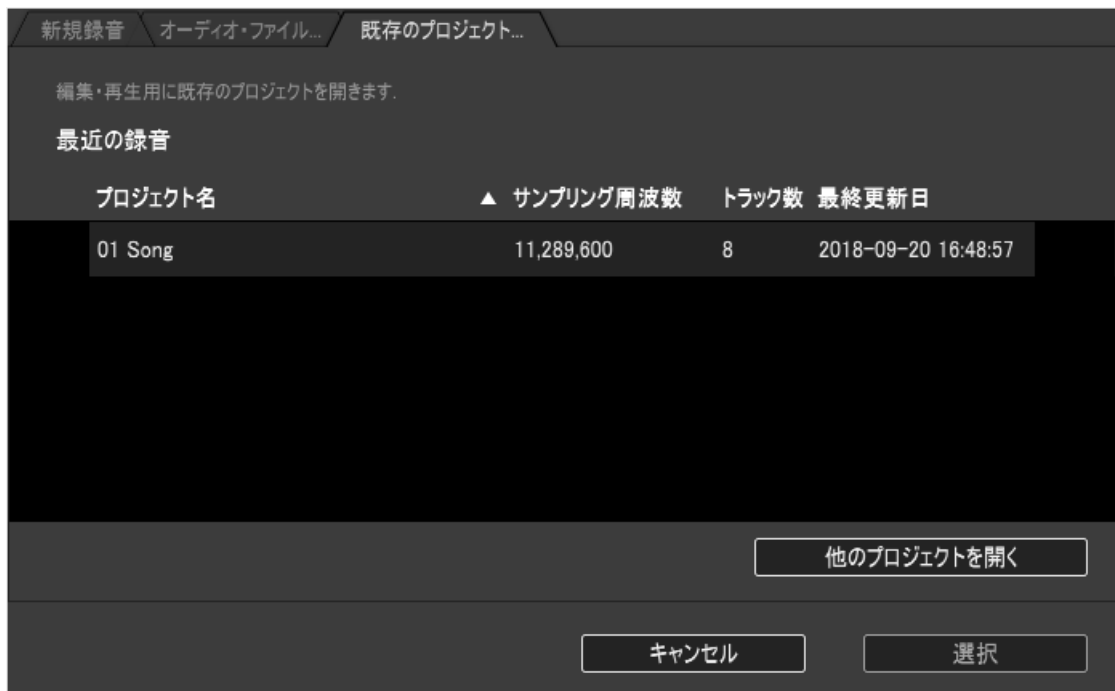 新規録音 オーディオ・ファイル... 既存のプロジェクト...
編集・再生用に既存のプロジェクトを開きます.
最近の録音
プロジェクト名 ▲ サンプリング周波数 トラック数 最終更新日
01 Song 11,289,600 8 2018-09-20 16:48:57
他のプロジェクトを開く
キャンセル 選択